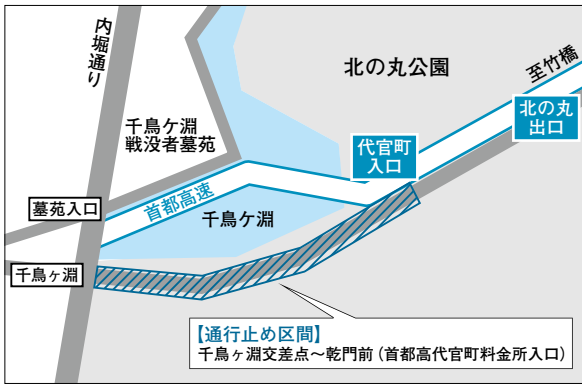 内堀通り
北の丸公園
至竹橋
千鳥ケ淵
戦没者墓苑
代官町
入口
北の丸
出口
墓苑入口
首都高速
千鳥ケ淵
千鳥ヶ淵
【通行止め区間】
千鳥ヶ淵交差点～乾門前(首都高代官町料金所入口)